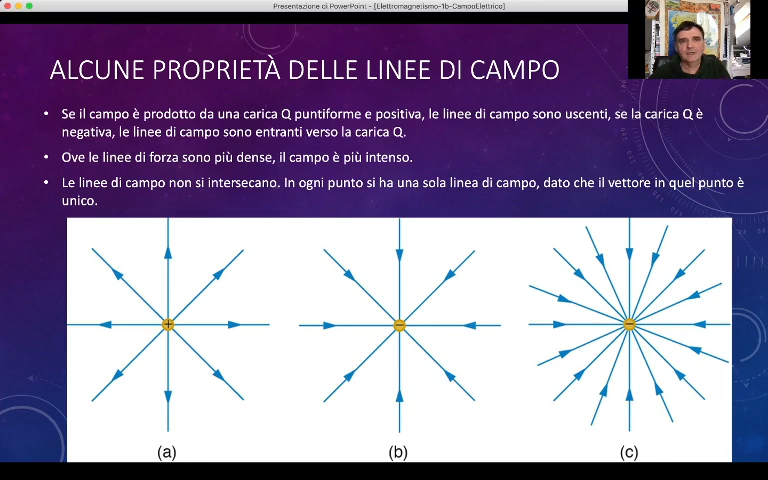 Presentazione di PowerPoint - [Elettromagnetismo-1b-CampoElettrico]
ALCUNE PROPRIETÀ DELLE LINEE DI CAMPO
• Se il campo è prodotto da una carica Q puntiforme e positiva, le linee di campo sono uscenti, se la carica Q è
negativa, le linee di campo sono entranti verso la carica Q.
• Ove le linee di forza sono più dense, il campo è più intenso.
• Le linee di campo non si intersecano. In ogni punto si ha una sola linea di campo, dato che il vettore in quel punto è
unico.
+ − −
(a) (b) (c)